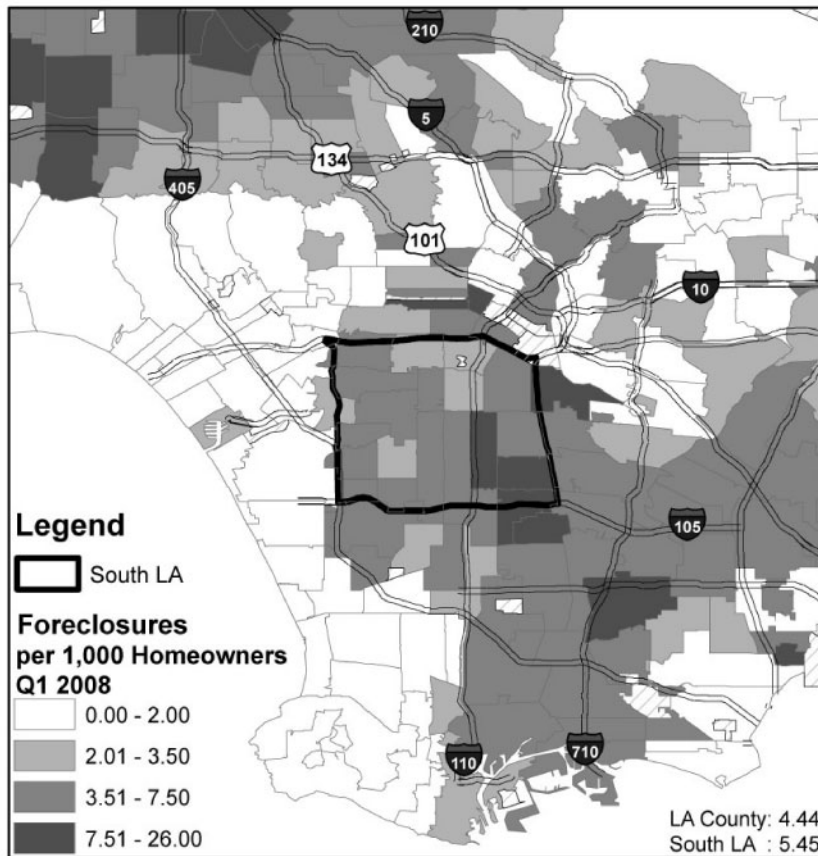 210
5
134
405
101
10
Legend
South LA
105
Foreclosures
per 1,000 Homeowners
Q1 2008
0.00 - 2.00
2.01 - 3.50
3.51 - 7.50
7.51 - 26.00
110
710
LA County: 4.44
South LA : 5.45